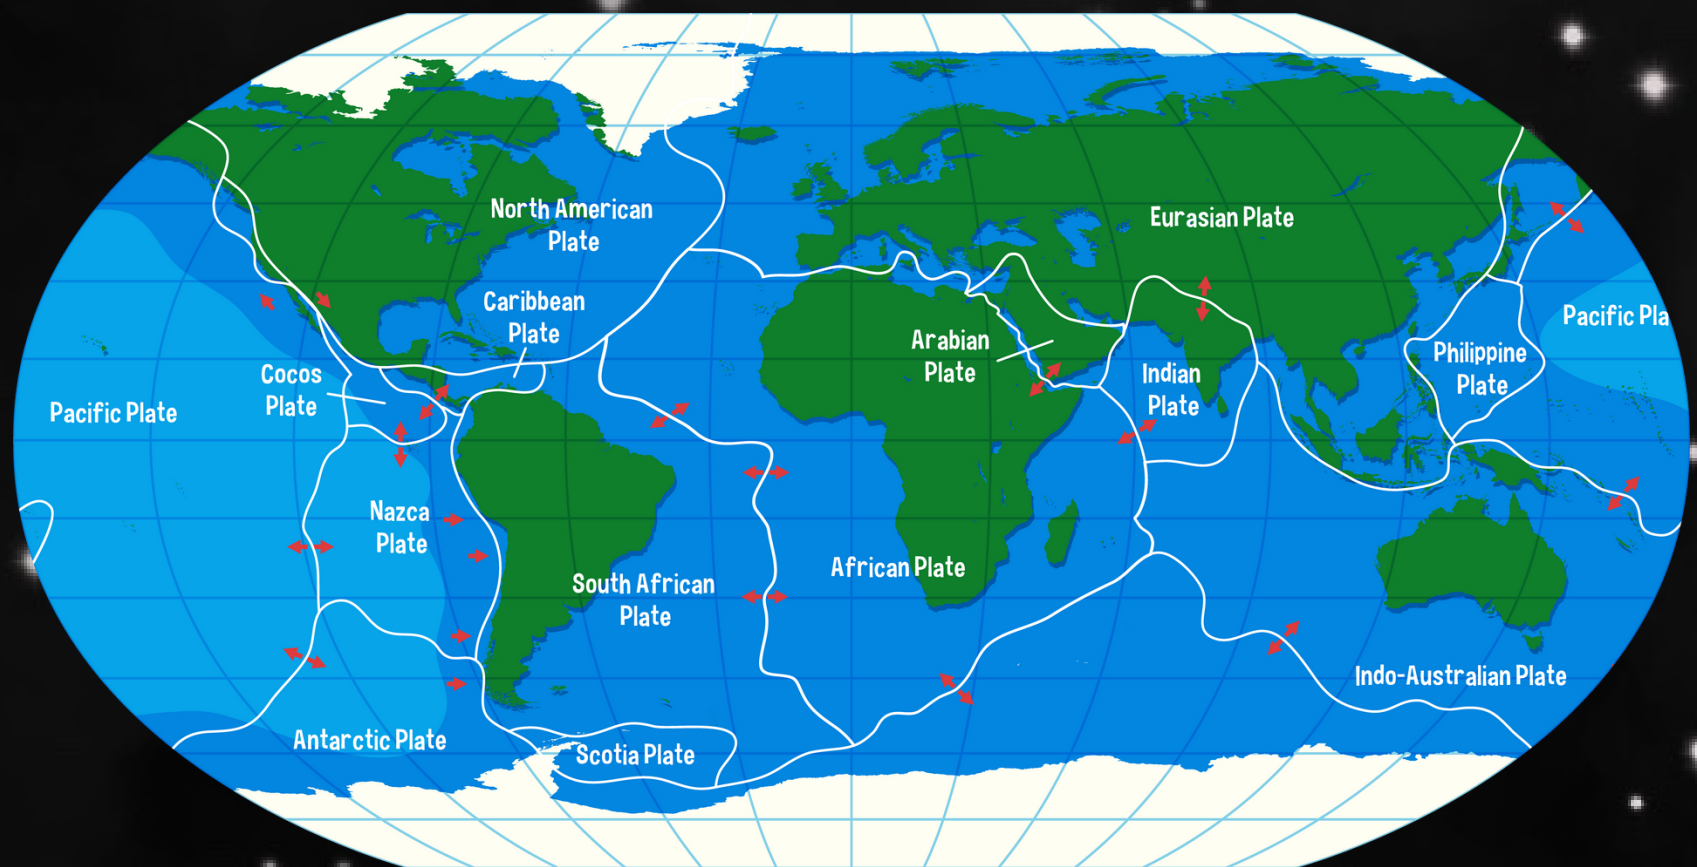 North American
Plate
Eurasian Plate
Caribbean
Plate
Pacific Pla
Arabian
Plate
Philippine
Plate
Cocos
Plate
Indian
Plate
Pacific Plate
Nazca
Plate
South African
Plate
African Plate
Indo-Australian Plate
Antarctic Plate
Scotia Plate